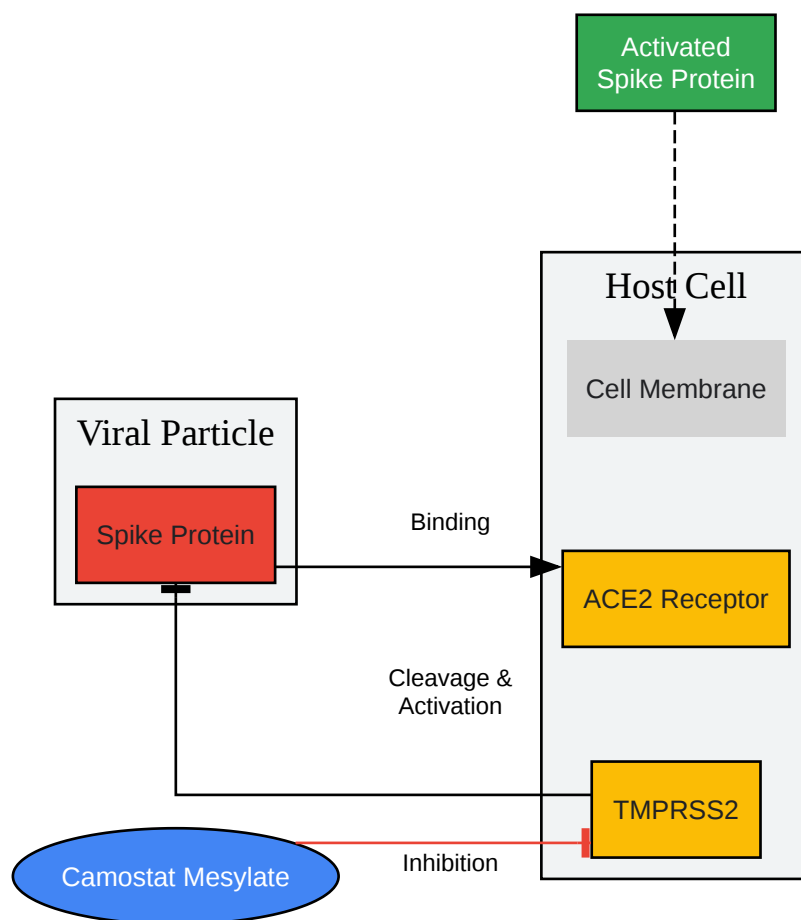 Activated
Spike Protein
Host Cell
Cell Membrane
Viral Particle
Spike Protein
Binding
ACE2 Receptor
Cleavage &
Activation
TMPRSS2
Inhibition
Camostat Mesylate